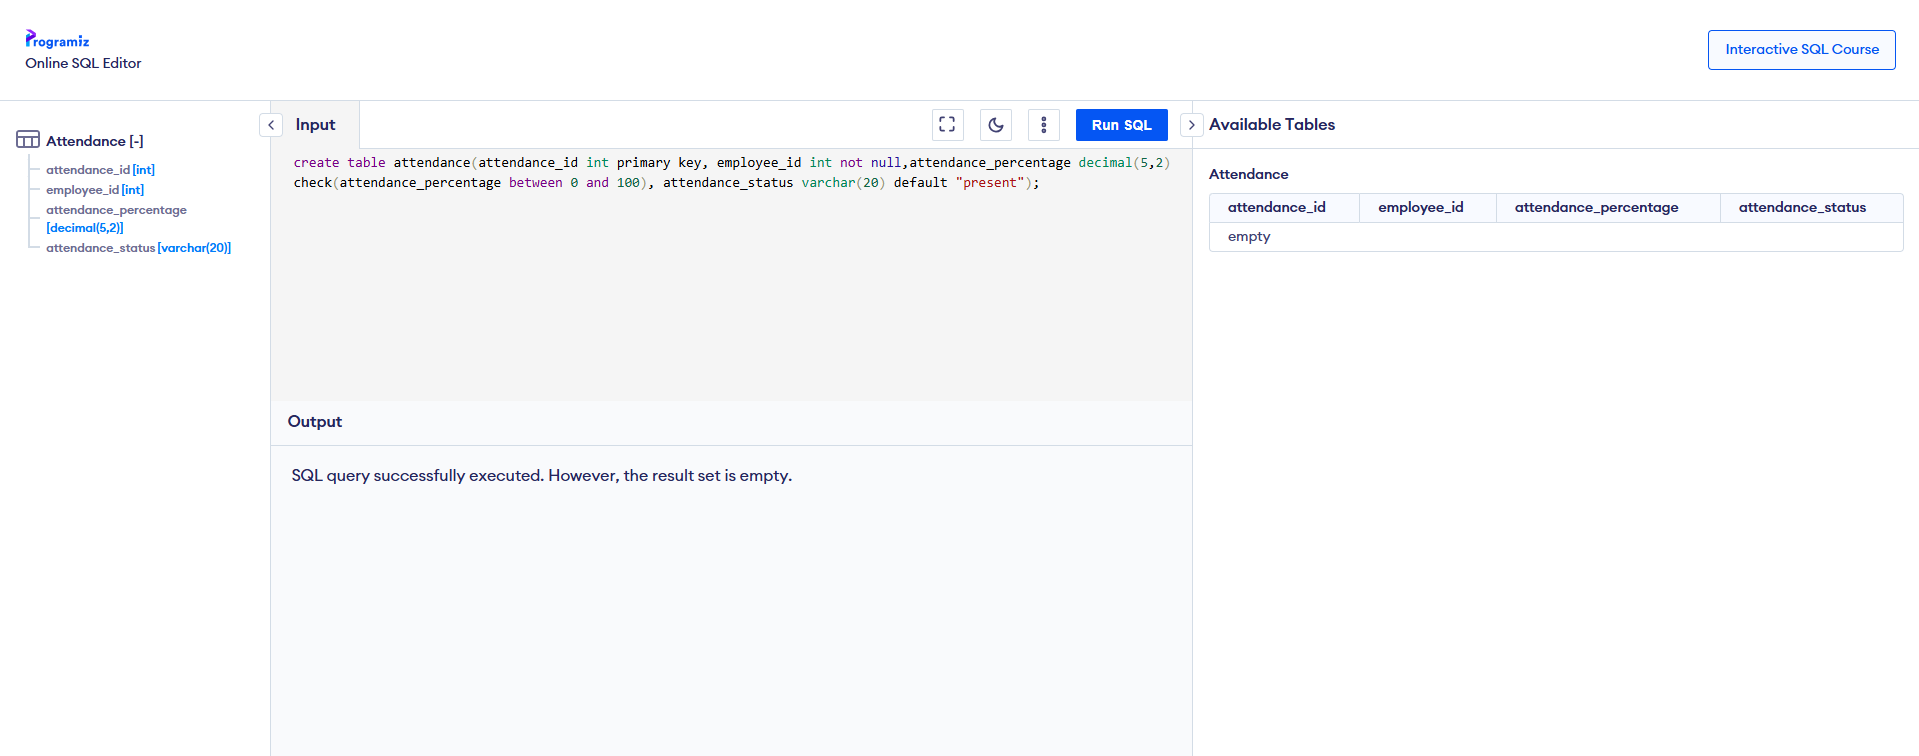 Programiz
Online SQL Editor
Interactive SQL Course
Attendance [-]
attendance_id [int]
employee_id [int]
attendance_percentage
[decimal(5,2)]
attendance_status [varchar(20)]
Input
Run SQL
create table attendance(attendance_id int primary key, employee_id int not null,attendance_percentage decimal(5,2)
check(attendance_percentage between 0 and 100), attendance_status varchar(20) default "present");
Output
SQL query successfully executed. However, the result set is empty.
Available Tables
Attendance
attendance_id employee_id attendance_percentage attendance_status
empty